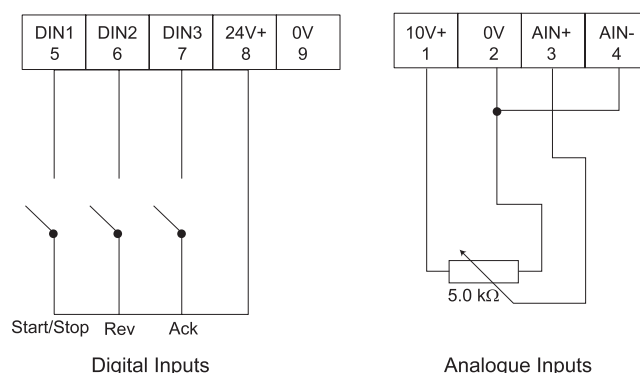 DIN1 DIN2 DIN3 24V+ 0V
5 6 7 8 9
10V+ 0V AIN+ AIN-
1 2 3 4
5.0 kΩ
Start/Stop Rev Ack
Digital Inputs
Analogue Inputs